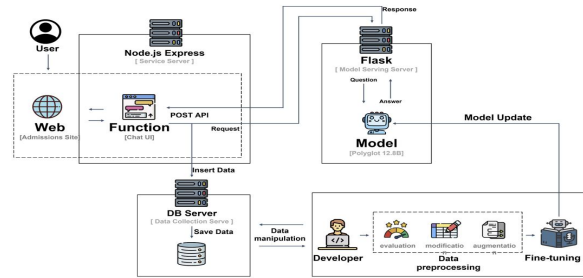 Response
User
Node.js Express
[ Service Server ]
Flask
[ Model Serving Server ]
Question
Answer
POST API
Request
Web
[Admissions Site]
Function
[Chat UI]
Model
[Polyglot 12.8B]
Model Update
Insert Data
DB Server
[ Data Collection Serve ]
Save Data
Data
manipulation
Developer
evaluation
modificatio
n
augmentatio
n
Data
preprocessing
Fine-tuning